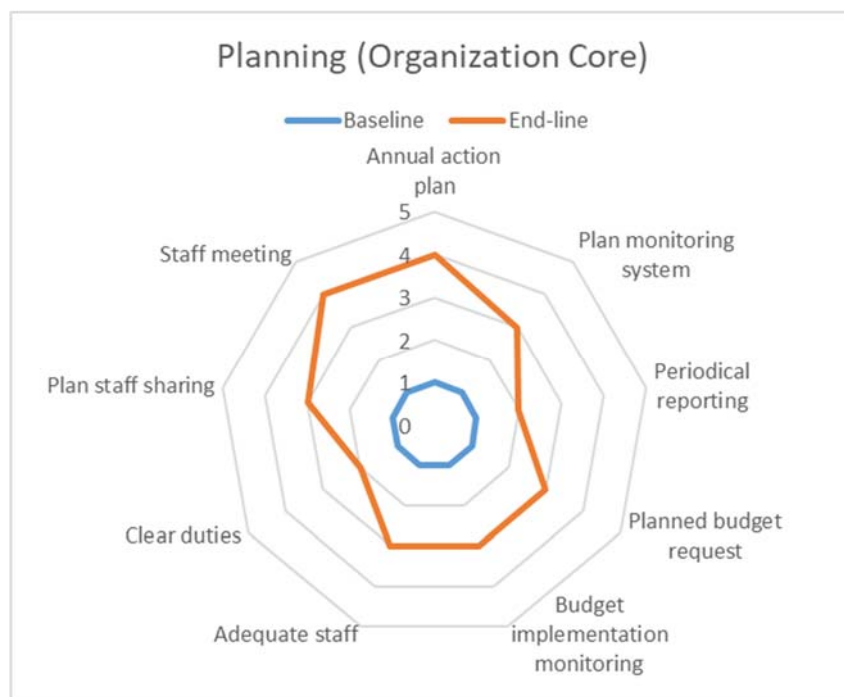 Planning (Organization Core)
Baseline
End-line
Annual action
plan
5
Plan monitoring
system
Staff meeting
4
3
2
Periodical
reporting
Plan staff sharing
1
0
Planned budget
request
Clear duties
Budget
implementation
monitoring
Adequate staff